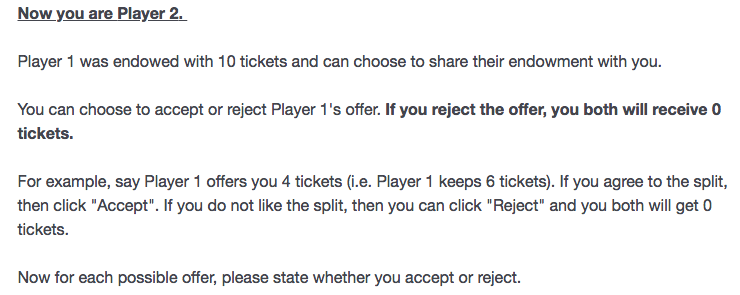 Now you are Player 2.
Player 1 was endowed with 10 tickets and can choose to share their endowment with you.
You can choose to accept or reject Player 1's offer. If you reject the offer, you both will receive 0
tickets.
For example, say Player 1 offers you 4 tickets (i.e. Player 1 keeps 6 tickets). If you agree to the split,
then click "Accept". If you do not like the split, then you can click "Reject" and you both will get 0
tickets.
Now for each possible offer, please state whether you accept or reject.